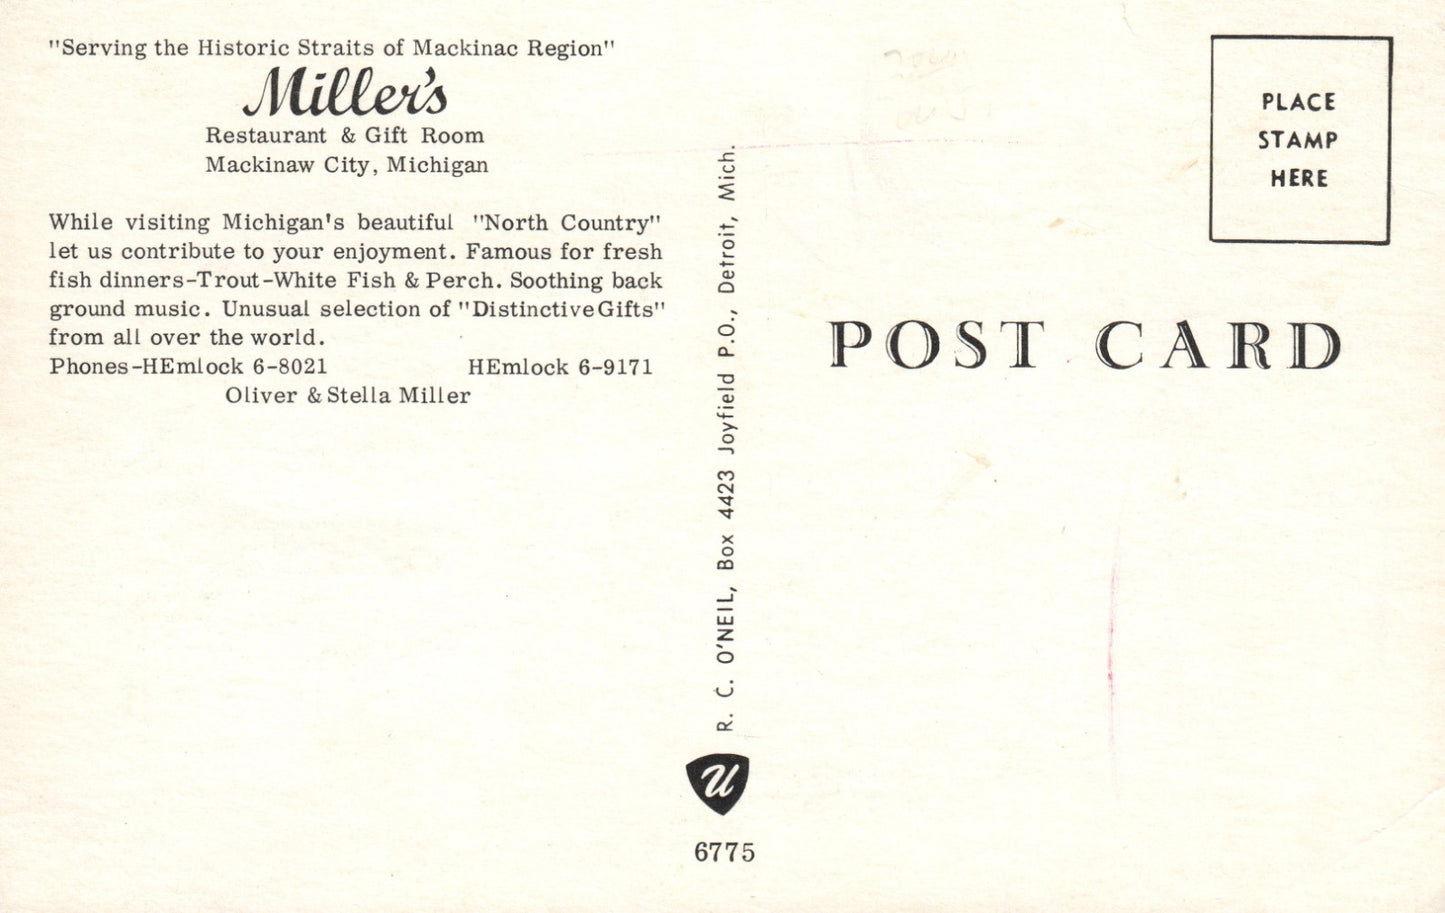 "Serving the Historic Straits of Mackinac Region"
Miller's
Restaurant & Gift Room
Mackinaw City, Michigan
While visiting Michigan's beautiful "North Country"
let us contribute to your enjoyment. Famous for fresh
fish dinners-Trout-White Fish & Perch. Soothing back
ground music. Unusual selection of "Distinctive Gifts"
from all over the world.
Phones-HEmlock 6-8021 HEmlock 6-9171
Oliver & Stella Miller
R. C. O'NEIL, Box 4423 Joyfield P.O., Detroit, Mich.
U
6775
PLACE
STAMP
HERE
POST CARD